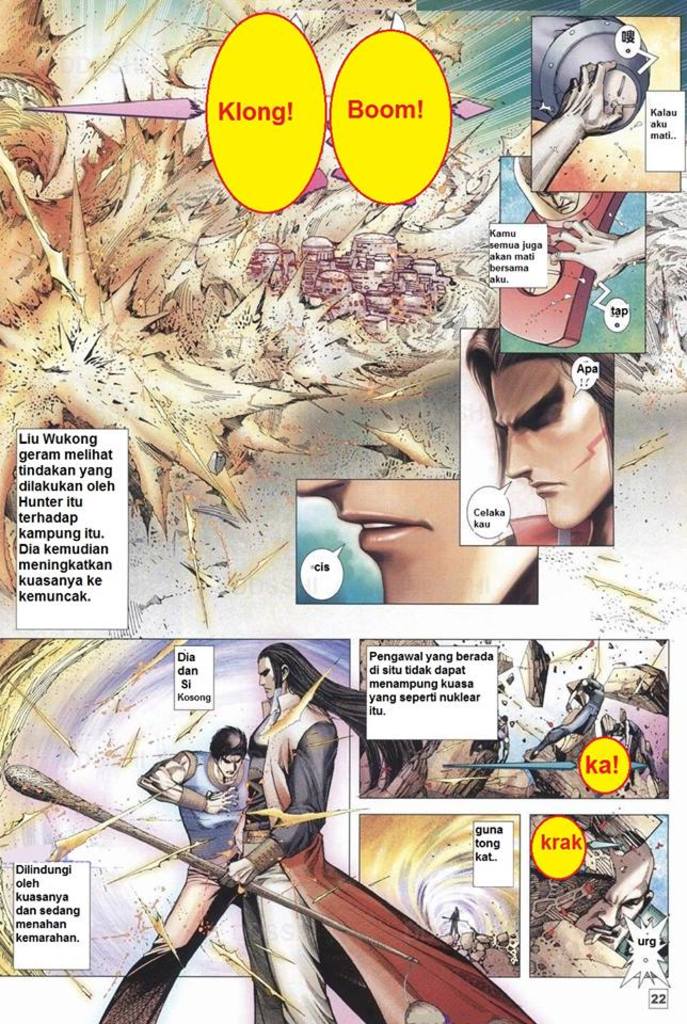 Klong!
Boom!
嘍
Kalau
aku
mati..
Kamu
semua juga
akan mati
bersama
aku.
tap
Apa
Celaka
kau
cis
Liu Wukong
geram melihat
tindakan yang
dilakukan oleh
Hunter itu
terhadap
kampung itu.
Dia kemudian
meningkatkan
kuasanya ke
kemuncak.
Dia
dan
Si
Kosong
Pengawal yang berada
di situ tidak dapat
menampung kuasa
yang seperti nuklear
itu.
ka!
Dilindungi
oleh
kuasanya
dan sedang
menahan
kemarahan.
guna
tong
kat..
krak
urg
22